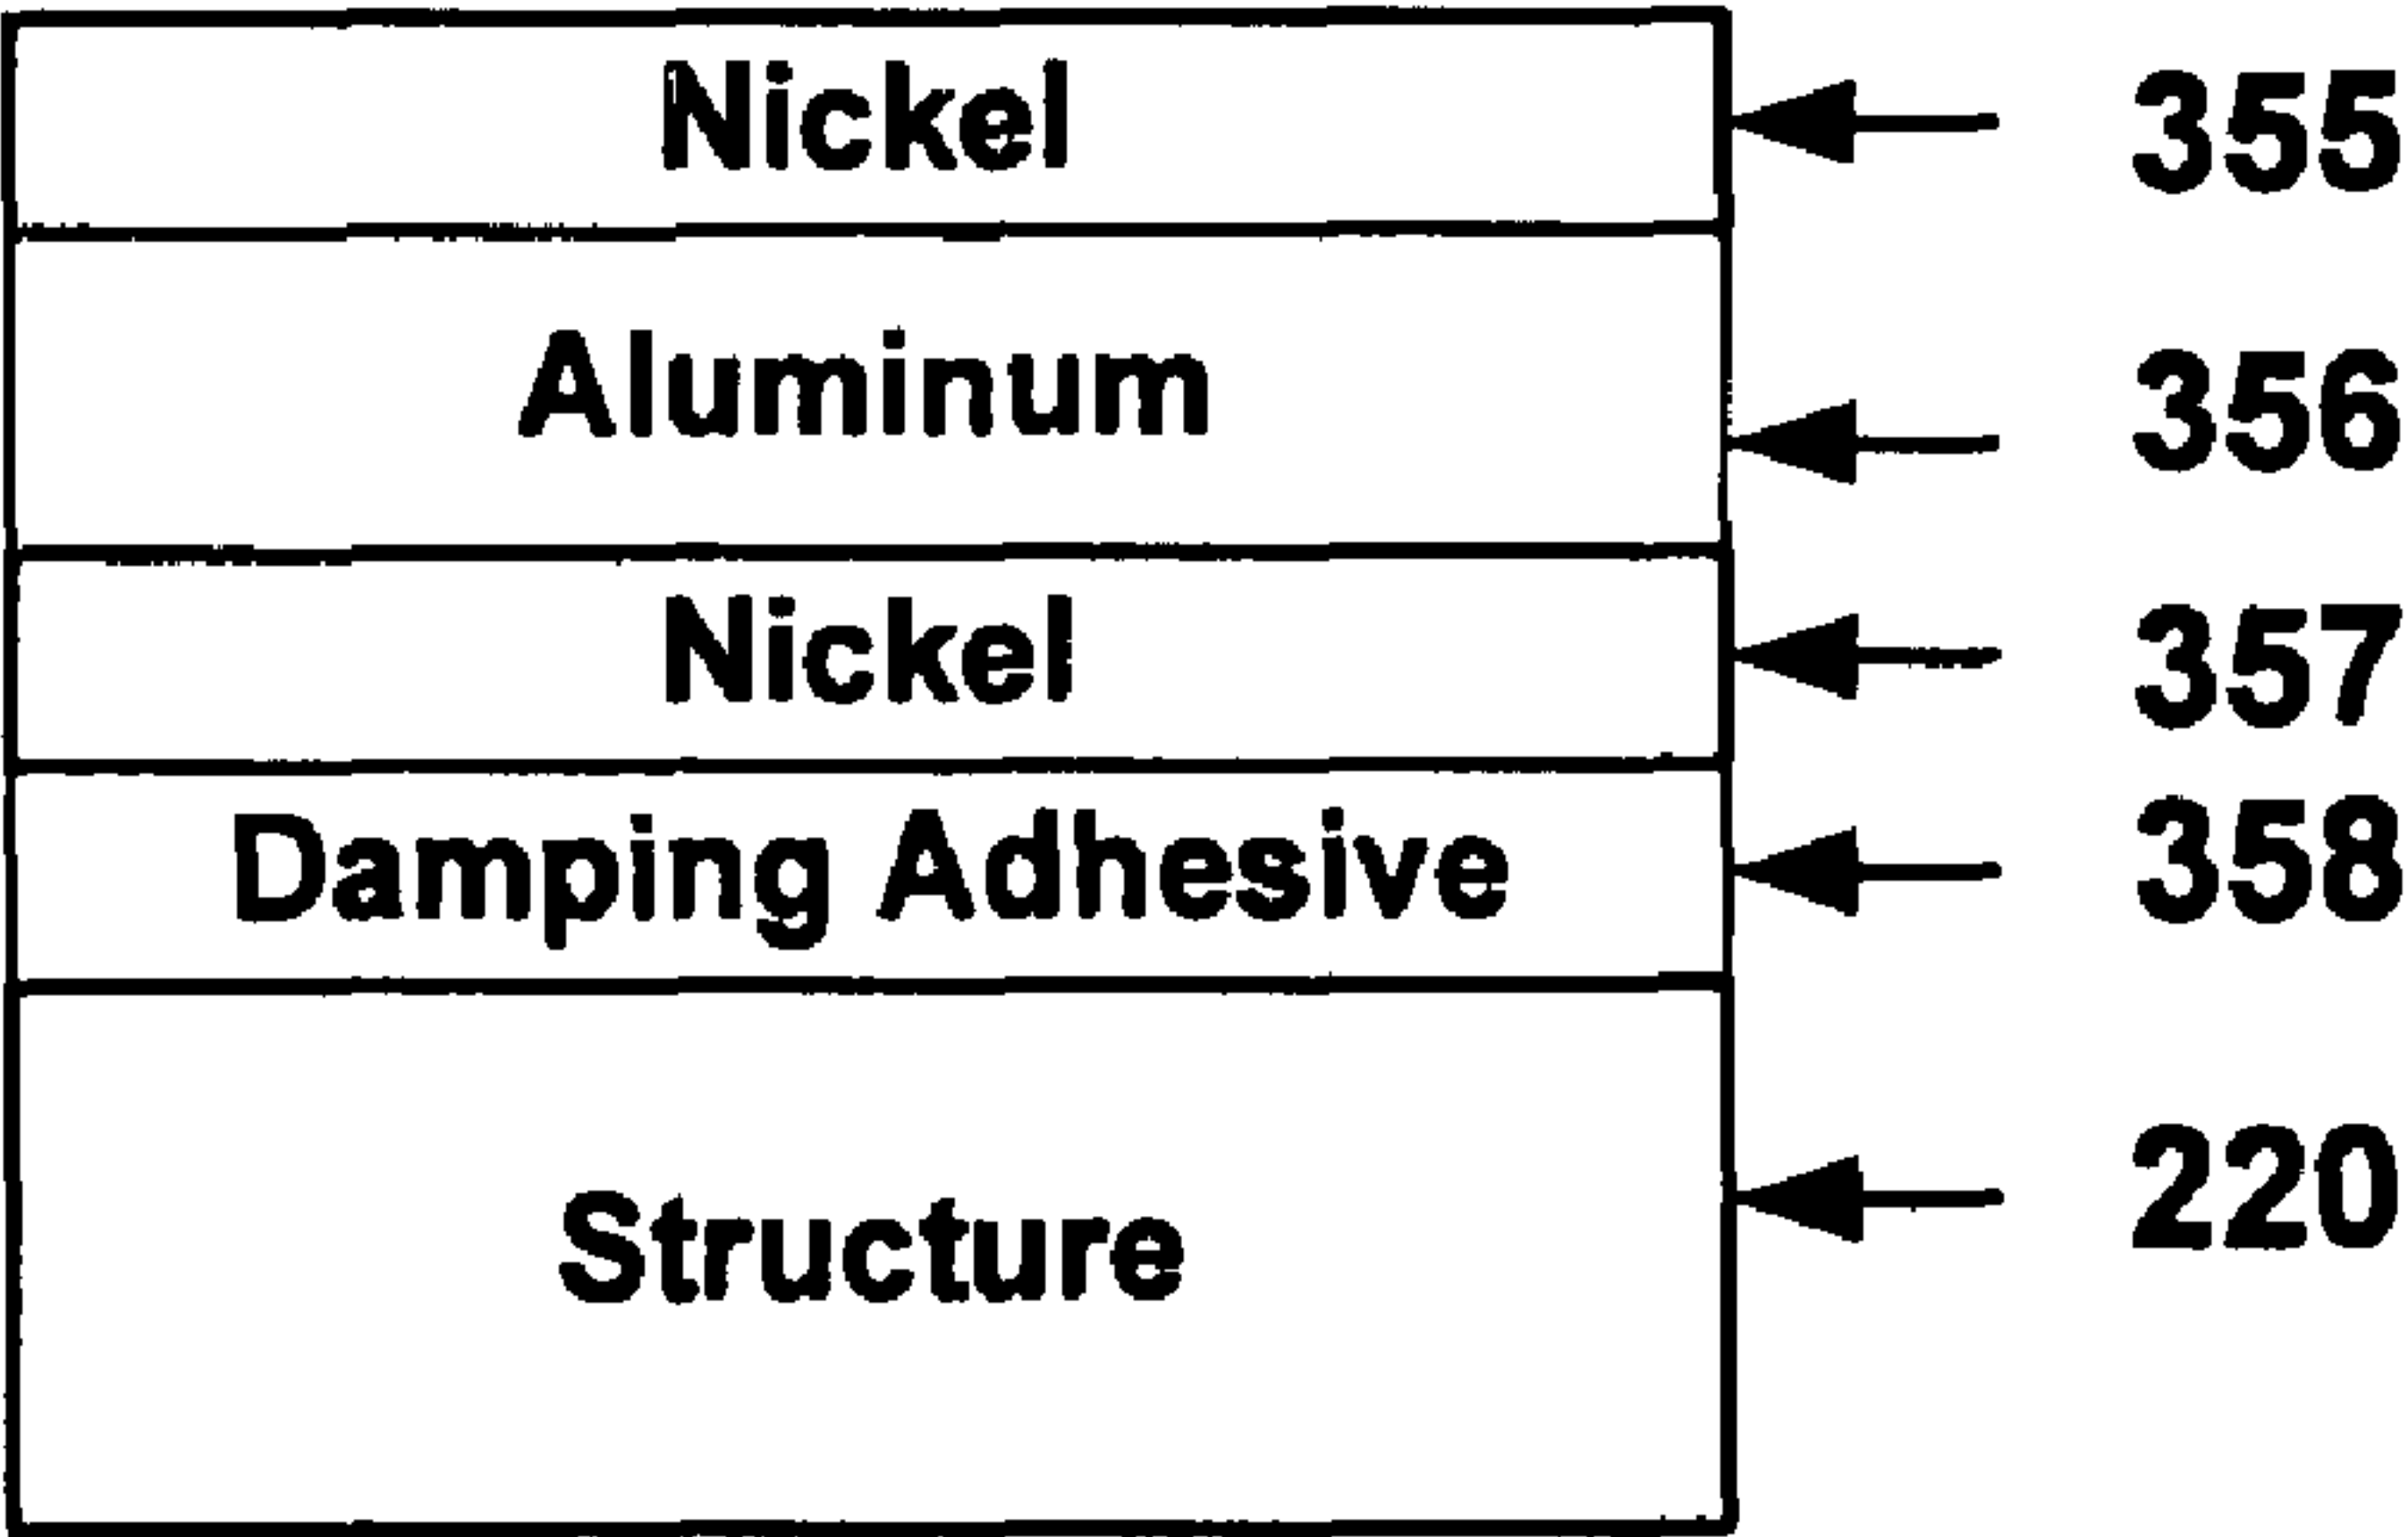 Nickel 355
Aluminum 356
Nickel 357
Damping Adhesive 358
Structure 220